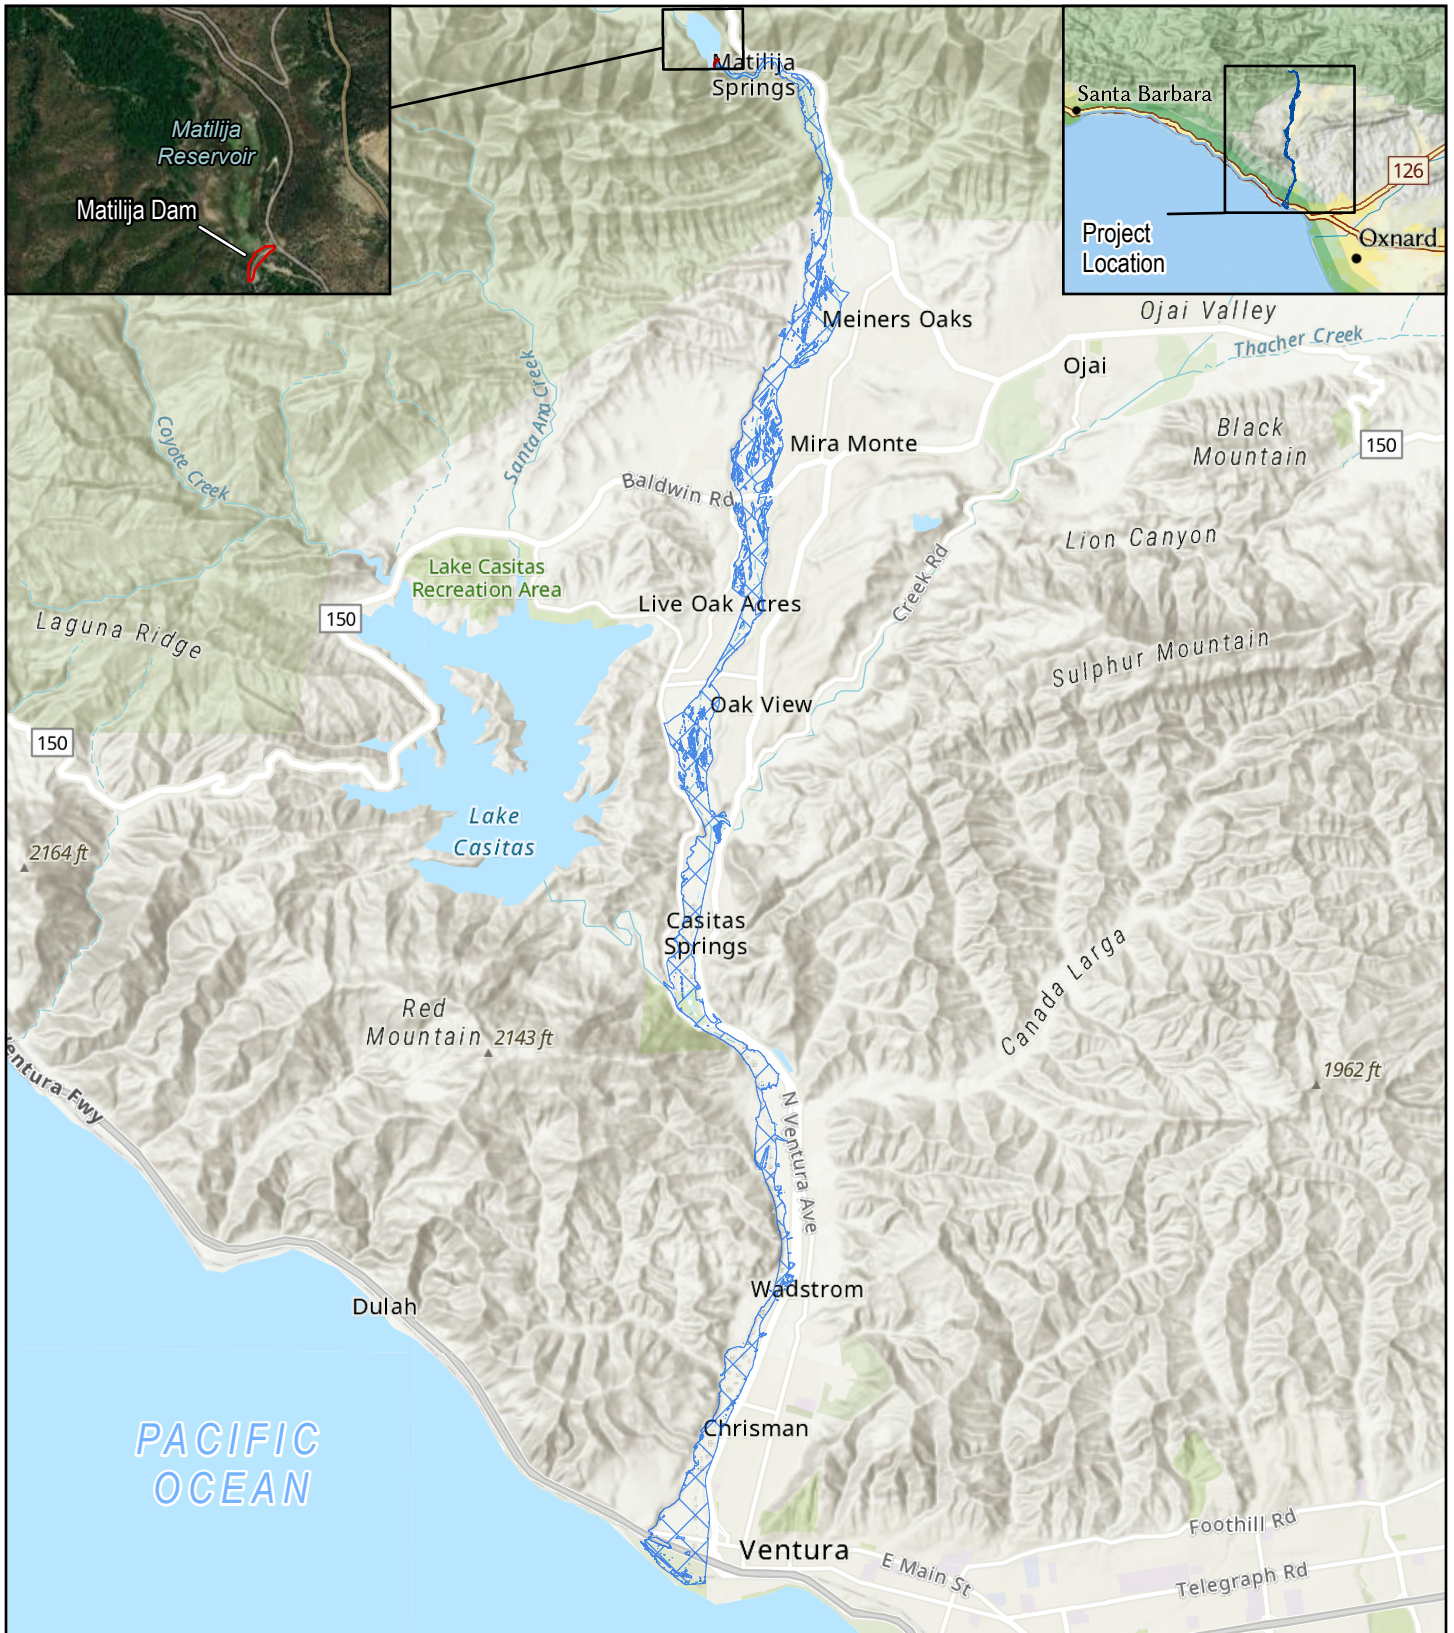 Matilija
Reservoir
Matilija Dam
Matilija
Springs
Santa Barbara
126
Oxnard
Project
Location
Ojai Valley
Thacher Creek
Meiners Oaks
Ojai
Black
Mountain
150
Santa Ana Creek
Coyote Creek
Mira Monte
Baldwin Rd
Lion Canyon
Lake Casitas
Recreation Area
Creek Rd
Live Oak Acres
150
Laguna Ridge
Sulphur Mountain
Oak View
150
Lake
Casitas
2164 ft
Casitas
Springs
Canada Larga
Red
Mountain
2143 ft
1962 ft
entura Fwy
N Ventura Ave
Wadstrom
Dulah
Chrisman
PACIFIC
OCEAN
Ventura
Foothill Rd
E Main St
Telegraph Rd